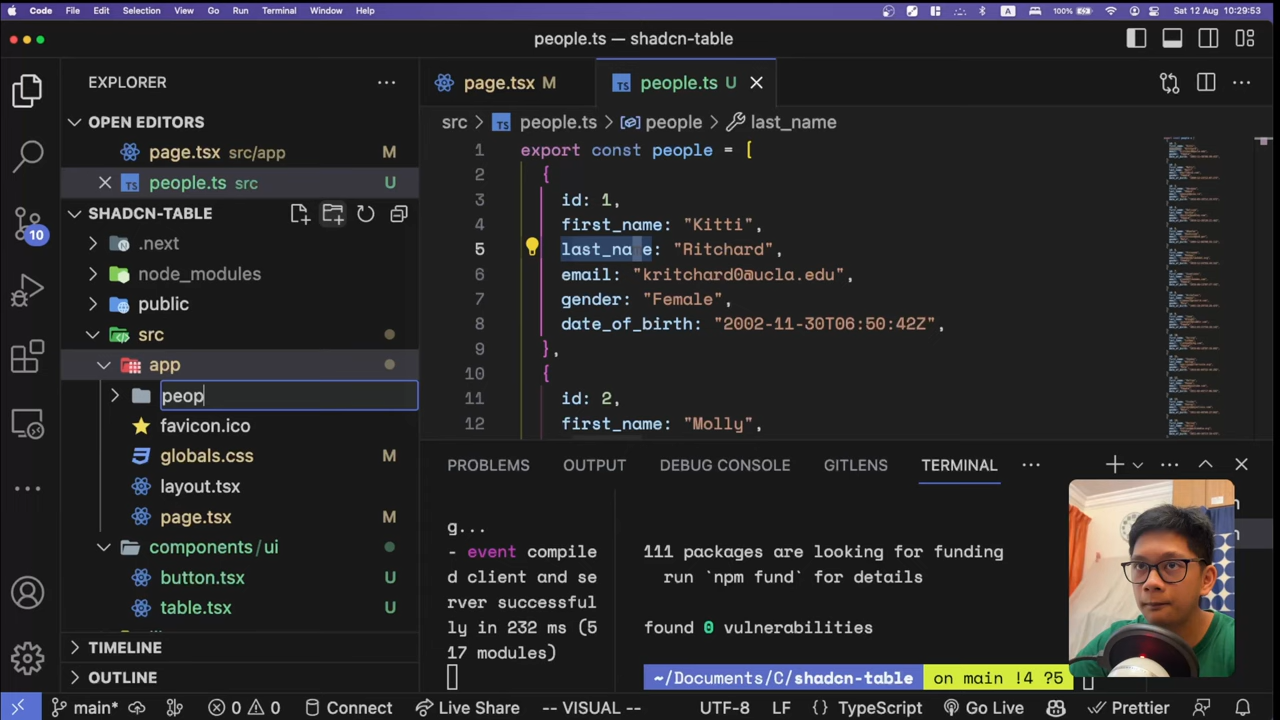 Code File Edit Selection View Go Run Terminal Window Help A 100% Sat 12 Aug 10:29:53
people.ts — shadcn-table
EXPLORER
OPEN EDITORS
page.tsx src/app M
people.ts src U
SHADCN-TABLE
.next
node_modules
public
src
app
peop
favicon.ico
globals.css M
layout.tsx
page.tsx M
components/ui
button.tsx U
table.tsx U
TIMELINE
OUTLINE
10
page.tsx M
TS people.ts U
src > TS people.ts > people > last_name
1 export const people = [
2 {
3 id: 1,
4 first_name: "Kitti",
5 last_name: "Ritchard",
6 email: "kritchard0@ucla.edu",
7 gender: "Female",
8 date_of_birth: "2002-11-30T06:50:42Z",
9 },
10 {
11 id: 2,
12 first_name: "Molly",
PROBLEMS OUTPUT DEBUG CONSOLE GITLENS TERMINAL
g...
- event compile
d client and se
rver successful
ly in 232 ms (5
17 modules)
111 packages are looking for funding
run `npm fund` for details
found 0 vulnerabilities
~/Documents/C/shadcn-table on main !4 ?5
main* 0 0 Connect Live Share -- VISUAL -- UTF-8 LF {} TypeScript Go Live Prettier